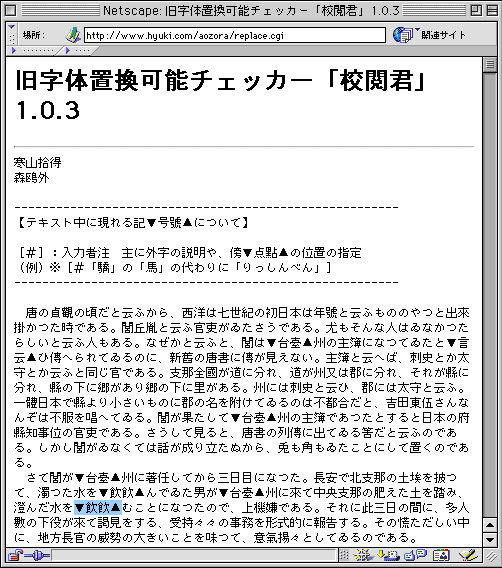 Netscape: 旧字体置換可能チェッカー「校閲君」1.0.3
場所: http://www.hyuki.com/aozora/replace.cgi 関連サイト
旧字体置換可能チェッカー「校閲君」
1.0.3
寒山拾得
森鴎外
-------------------------------------------------------
【テキスト中に現れる記▼号號▲について】
［＃］：入力者注　主に外字の説明や、傍▼点點▲の位置の指定
（例）※［＃「驕」の「馬」の代わりに「りっしんべん」］
-------------------------------------------------------
　唐の貞觀の頃だと云ふから、西洋は七世紀の初日本は年號と云ふもののやつと出來
掛かつた時である。閭丘胤と云ふ官吏がゐたさうである。尤もそんな人はゐなかつた
らしいと云ふ人もある。なぜかと云ふと、閭は▼台臺▲州の主簿になつてゐたと▼言
云▲ひ傳へられてゐるのに、新舊の唐書に傳が見えない。主簿と云へば、刺史とか太
守とか云ふと同じ官である。支那全國が道に分れ、道が州又は郡に分れ、それが縣に
分れ、縣の下に郷があり郷の下に里がある。州には刺史と云ひ、郡には太守と云ふ。
一體日本で縣より小さいものに郡の名を附けてゐるのは不都合だと、吉田東伍さんな
んぞは不服を唱へてゐる。閭が果たして▼台臺▲州の主簿であつたとすると日本の府
縣知事位の官吏である。さうして見ると、唐書の列傳に出てゐる筈だと云ふのであ
る。しかし閭がゐなくては話が成り立たぬから、兎も角もゐたことにして置くのであ
る。
　さて閭が▼台臺▲州に著任してから三日目になつた。長安で北支那の土埃を被つ
て、濁つた水を▼飲飮▲んでゐた男が▼台臺▲州に來て中央支那の肥えた土を踏み、
澄んだ水を▼飲飮▲むことになつたので、上機嫌である。それに此三日の間に、多人
數の下役が來て謁見をする、受持々々の事務を形式的に報告する。その慌ただしい中
に、地方長官の威勢の大きいことを味つて、意氣揚々としてゐるのである。